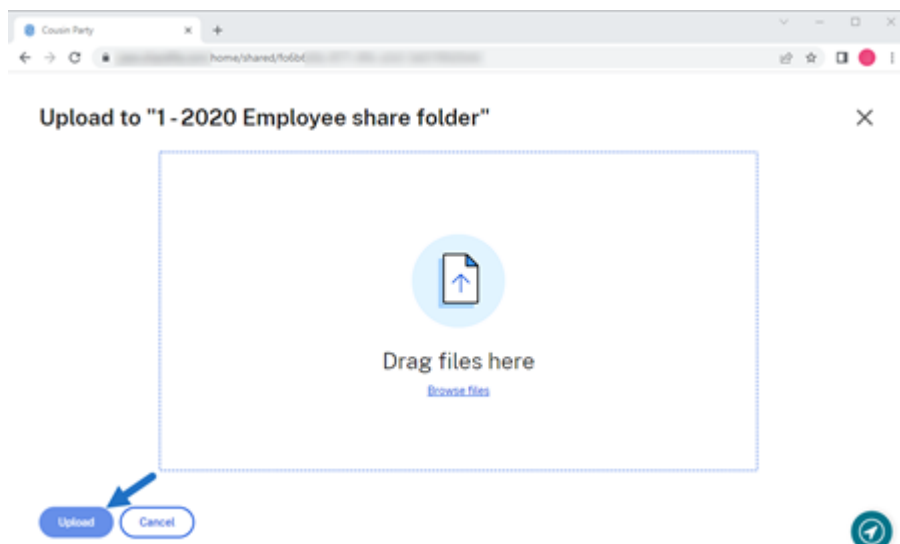 Cousin Party
home/shared/fo6b
Upload to "1 - 2020 Employee share folder"
Drag files here
Browse files
Upload
Cancel